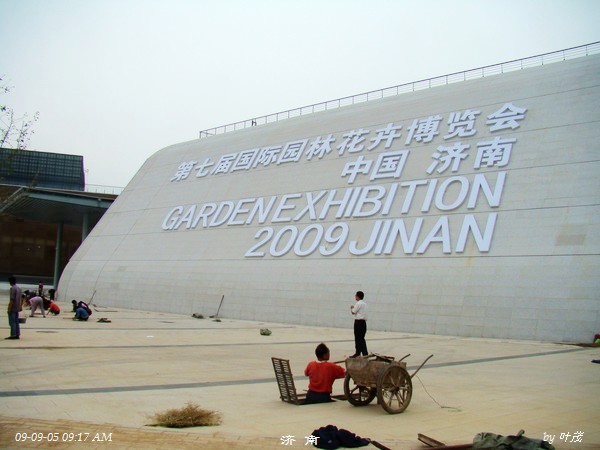 第七届国际园林花卉博览会
中国 济南
GARDEN EXHIBITION
2009 JINAN
09-09-05 09:17 AM
济 南
by 叶茂